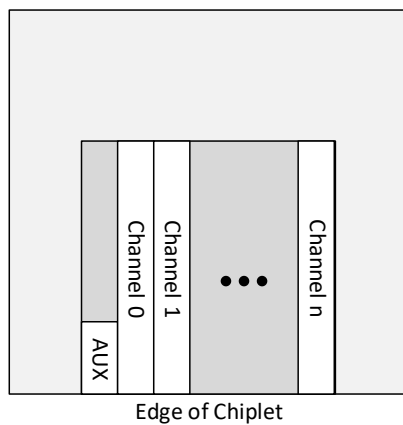 AUX
Channel 0
Channel 1
•••
Channel n
Edge of Chiplet